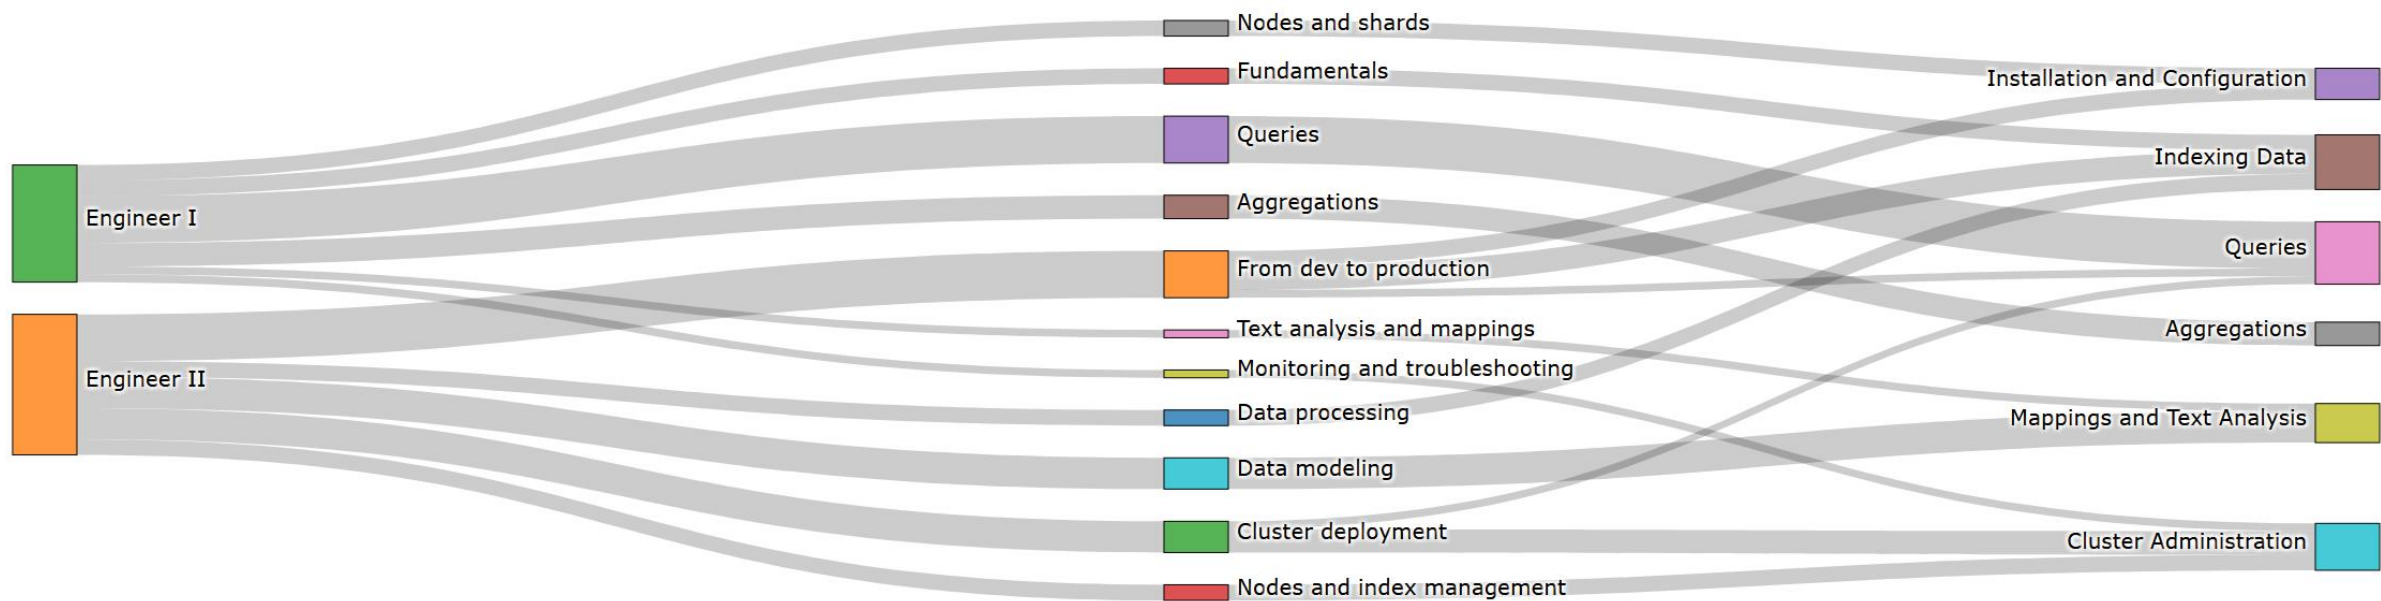 Engineer I
Engineer II
Nodes and shards
Fundamentals
Queries
Aggregations
From dev to production
Text analysis and mappings
Monitoring and troubleshooting
Data processing
Data modeling
Cluster deployment
Nodes and index management
Installation and Configuration
Indexing Data
Queries
Aggregations
Mappings and Text Analysis
Cluster Administration